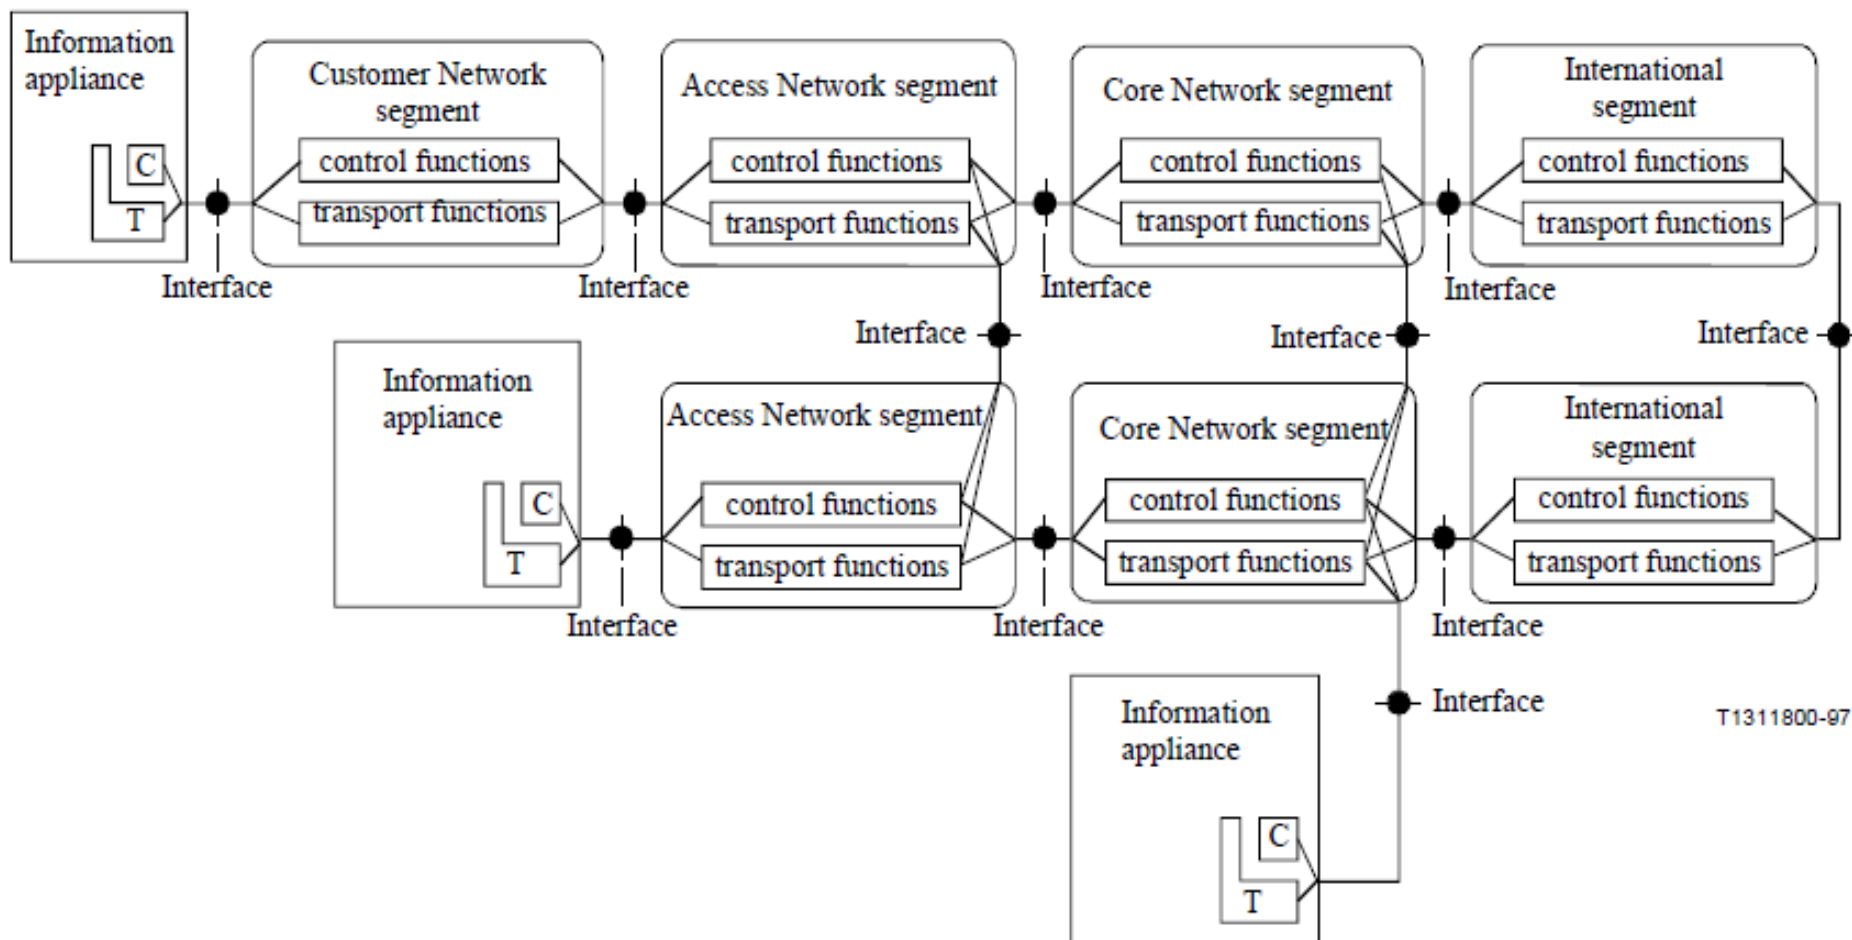 Information
appliance
C
T
Customer Network
segment
control functions
transport functions
Access Network segment
control functions
transport functions
Core Network segment
control functions
transport functions
International
segment
control functions
transport functions
Interface
Interface
Interface
Interface
Interface
Interface
Interface
Information
appliance
C
T
Access Network segment
control functions
transport functions
Core Network segment
control functions
transport functions
International
segment
control functions
transport functions
Interface
Interface
Interface
Interface
T1311800-97
Information
appliance
C
T